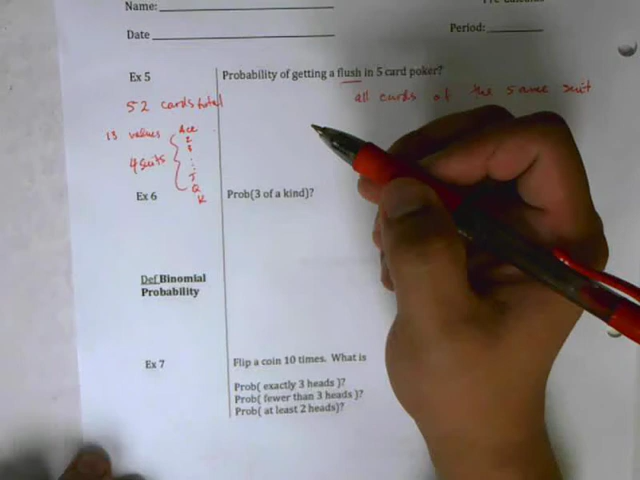 Name:
Date
Period:
Ex 5
Probability of getting a flush in 5 card poker?
all cards of the same suit
52 cards total
13 values
4 suits
Ace
2
3
J
Q
K
Ex 6
Prob(3 of a kind)?
Def Binomial
Probability
Ex 7
Flip a coin 10 times. What is
Prob( exactly 3 heads )?
Prob( fewer than 3 heads )?
Prob( at least 2 heads)?